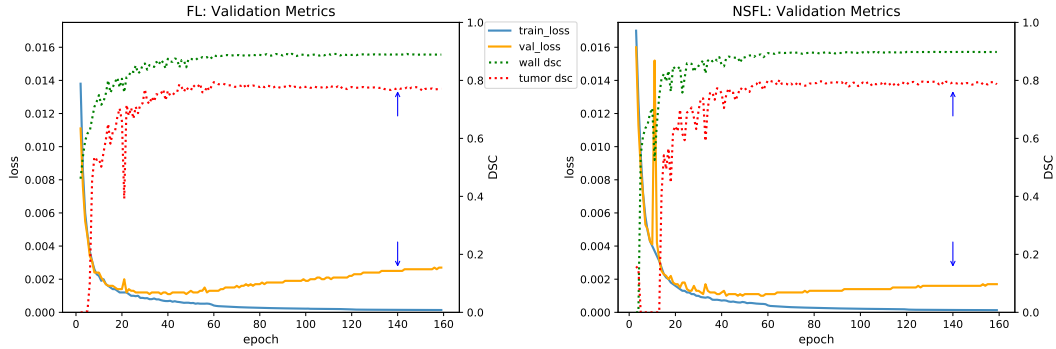 FL: Validation Metrics
0.016
0.014
0.012
0.010
0.008
0.006
0.004
0.002
0.000
loss
0 20 40 60 80 100 120 140 160
epoch
1.0
0.8
0.6
0.4
0.2
0.0
DSC
train_loss
val_loss
wall dsc
tumor dsc
NSFL: Validation Metrics
0.016
0.014
0.012
0.010
0.008
0.006
0.004
0.002
0.000
loss
0 20 40 60 80 100 120 140 160
epoch
1.0
0.8
0.6
0.4
0.2
0.0
DSC